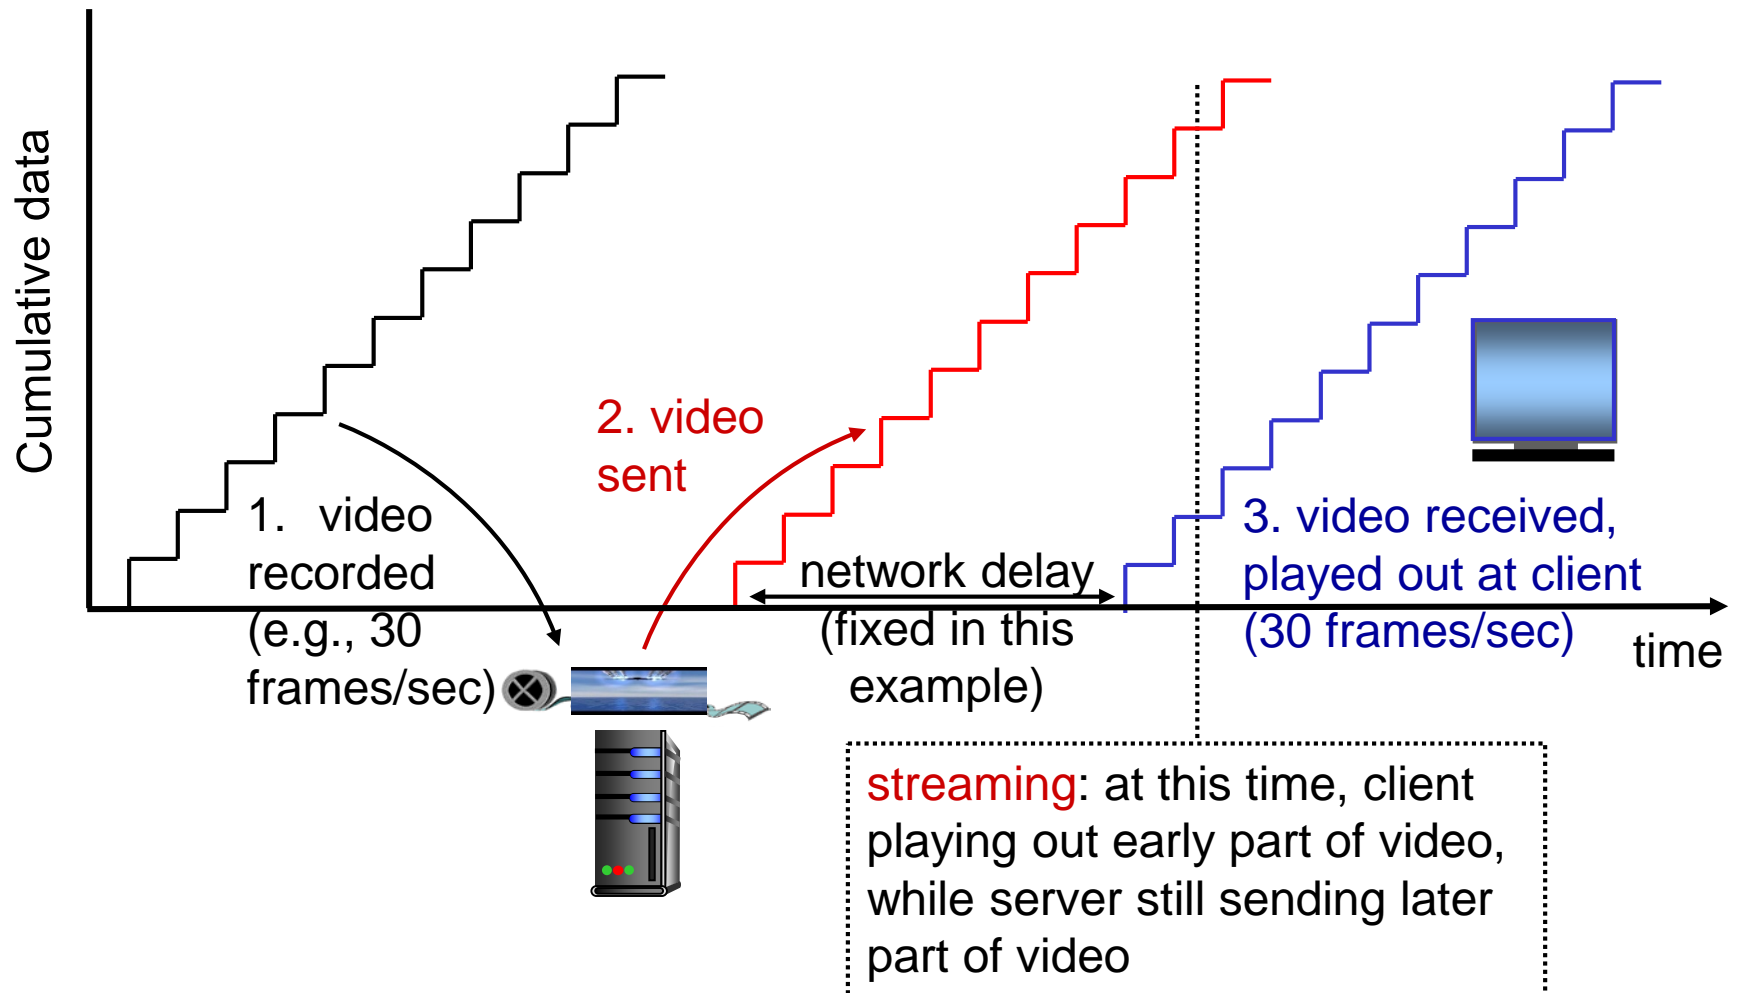 Cumulative data
1. video
recorded
(e.g., 30
frames/sec)
2. video
sent
network delay
(fixed in this
example)
3. video received,
played out at client
(30 frames/sec)
time
streaming: at this time, client
playing out early part of video,
while server still sending later
part of video